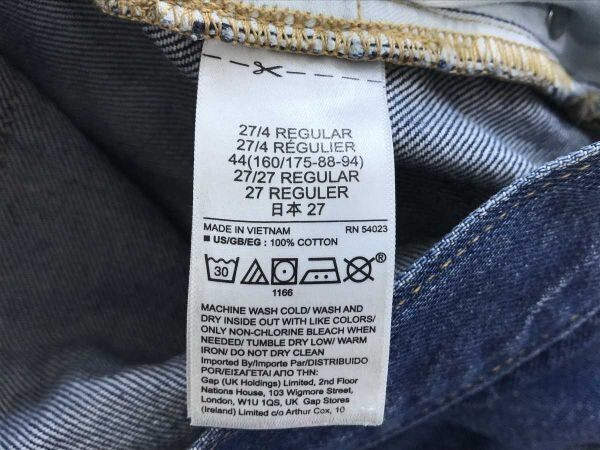 27/4 REGULAR
27/4 RÉGULIER
44(160/175-88-94)
27/27 REGULAR
27 REGULER
日本 27
MADE IN VIETNAM RN 54023
■ US/GB/EG : 100% COTTON
30 ®
1166
MACHINE WASH COLD/ WASH AND
DRY INSIDE OUT WITH LIKE COLORS/
ONLY NON-CHLORINE BLEACH WHEN
NEEDED/ TUMBLE DRY LOW/ WARM
IRON/ DO NOT DRY CLEAN
Imported By/Importe Par/DISTRIBUIDO
POR/ΕΙΣΑΓΕΤΑΙ ΑΠΟ ΤΗΝ:
Gap (UK Holdings) Limited, 2nd Floor
Nations House, 103 Wigmore Street,
London, W1U 1QS, UK Gap Stores
(Ireland) Limited c/o Arthur Cox, 10